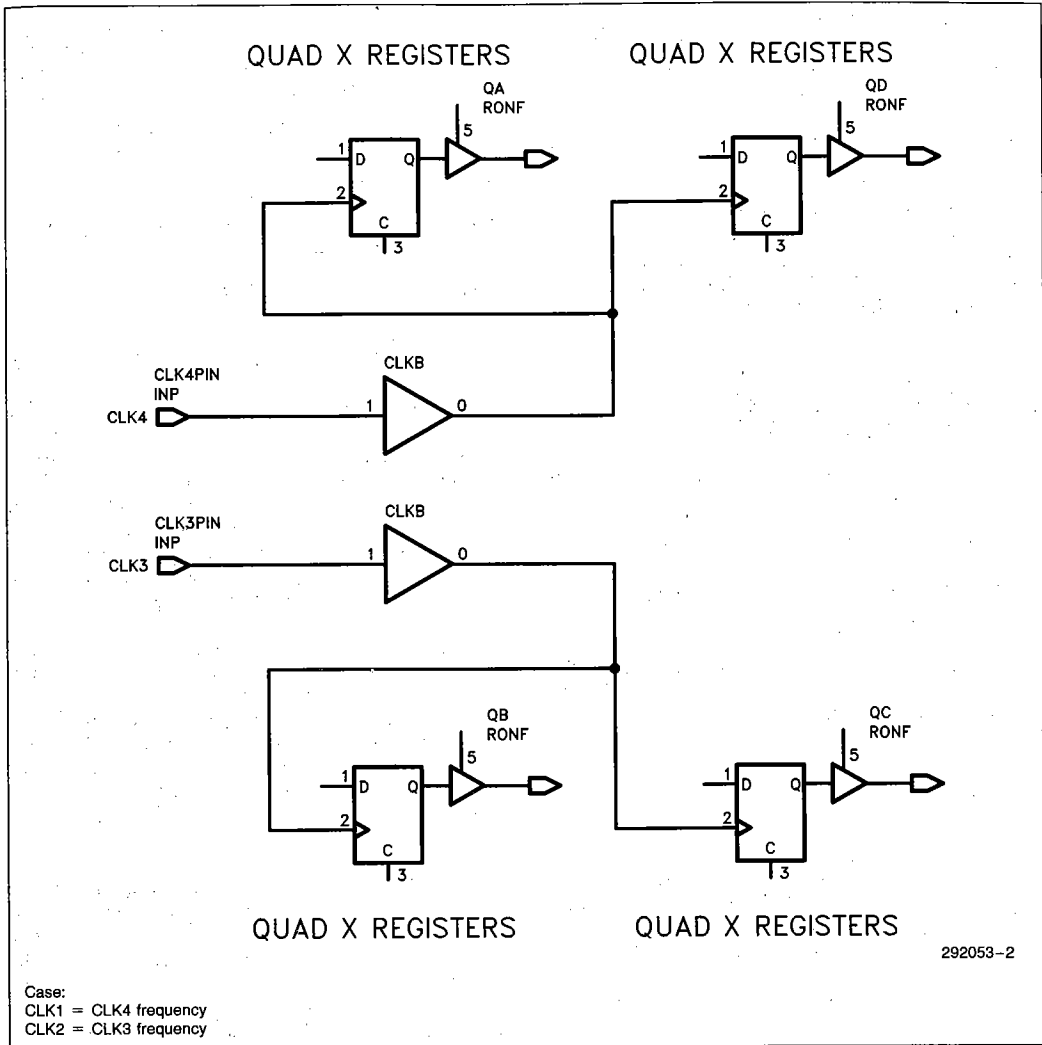 QUAD X REGISTERS
QUAD X REGISTERS
QA
RONF
5
1
D
Q
2
C
3
QD
RONF
5
1
D
Q
2
C
3
CLK4PIN
INP
CLK4
CLKB
1
0
CLK3PIN
INP
CLK3
CLKB
1
0
QB
RONF
5
1
D
Q
2
C
3
QC
RONF
5
1
D
Q
2
C
3
QUAD X REGISTERS
QUAD X REGISTERS
292053–2
Case:
CLK1 = CLK4 frequency
CLK2 = CLK3 frequency